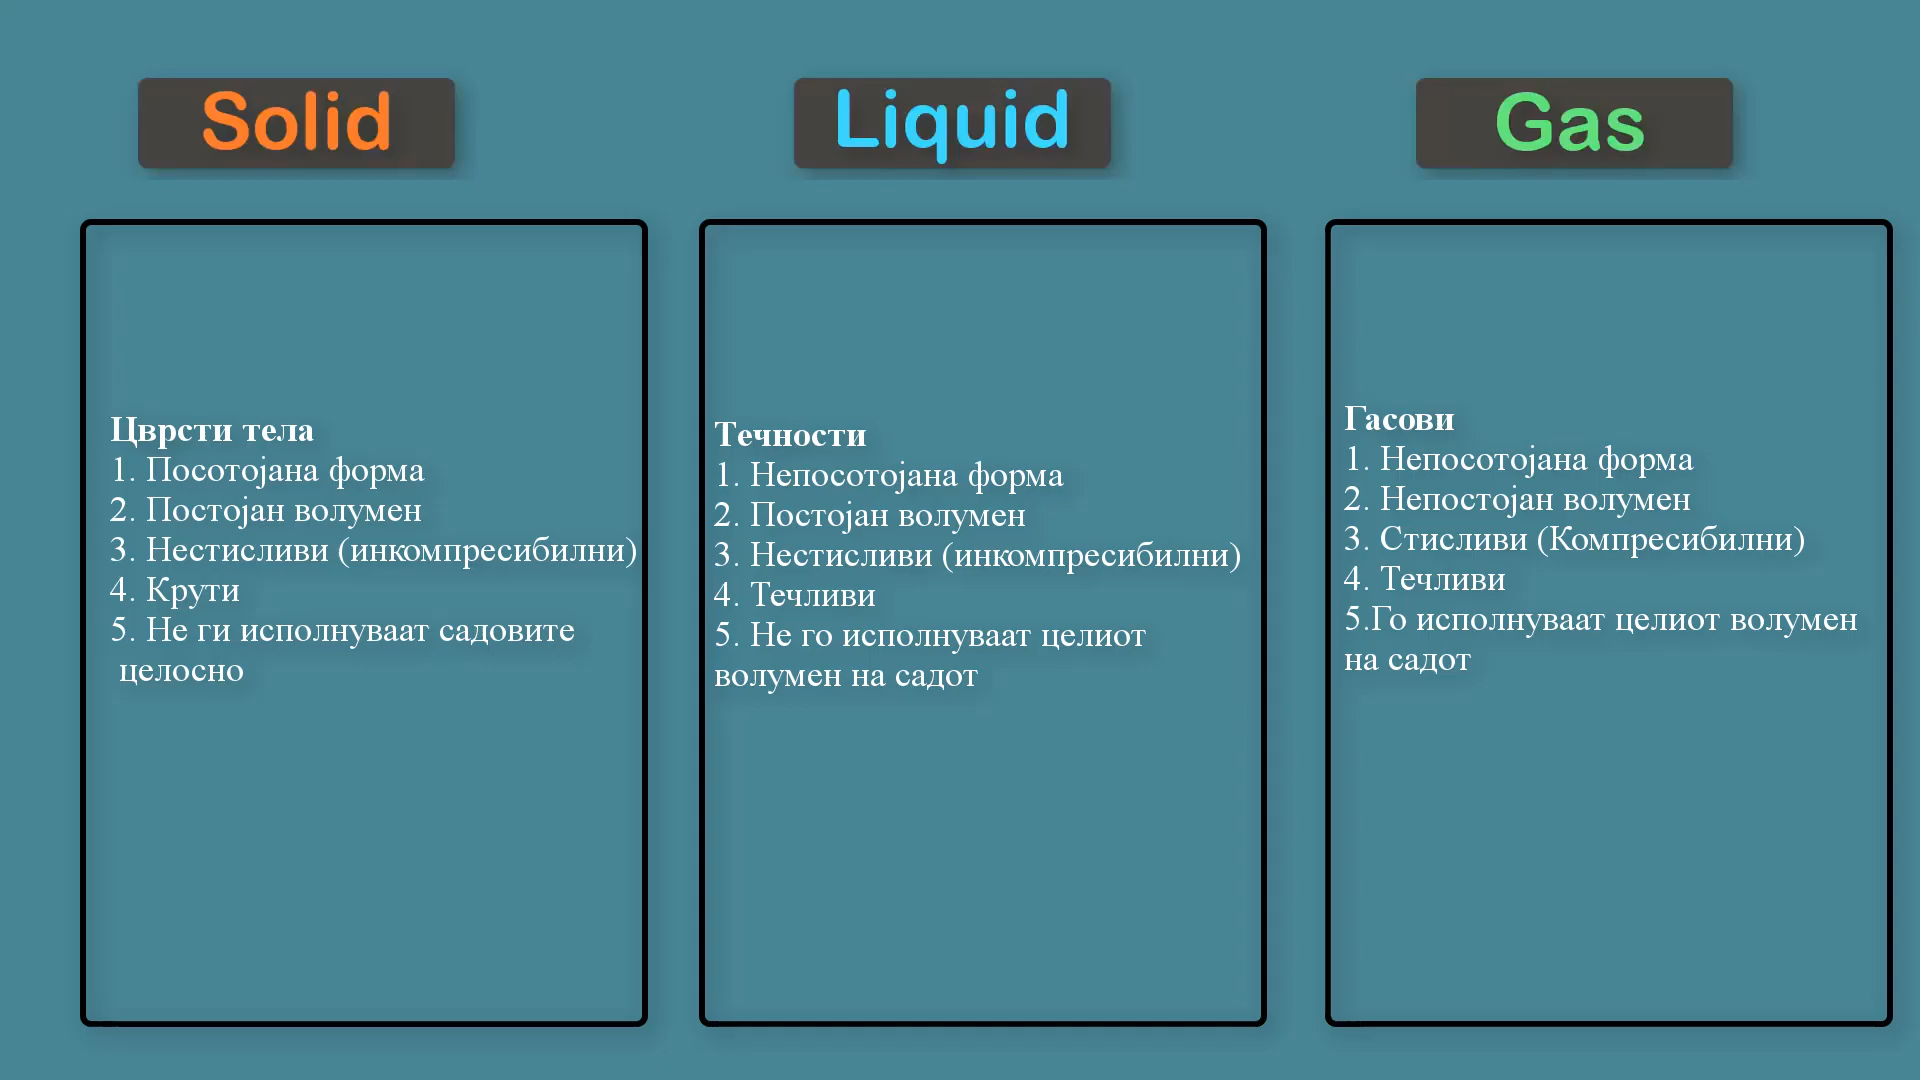 Solid
Liquid
Gas
Цврсти тела
1. Посотојана форма
2. Постојан волумен
3. Нестисливи (инкомпресибилни)
4. Крути
5. Не ги исполнуваат садовите
целосно
Течности
1. Непосотојана форма
2. Постојан волумен
3. Нестисливи (инкомпресибилни)
4. Течливи
5. Не го исполнуваат целиот
волумен на садот
Гасови
1. Непосотојана форма
2. Непостојан волумен
3. Стисливи (Компресибилни)
4. Течливи
5.Го исполнуваат целиот волумен
на садот